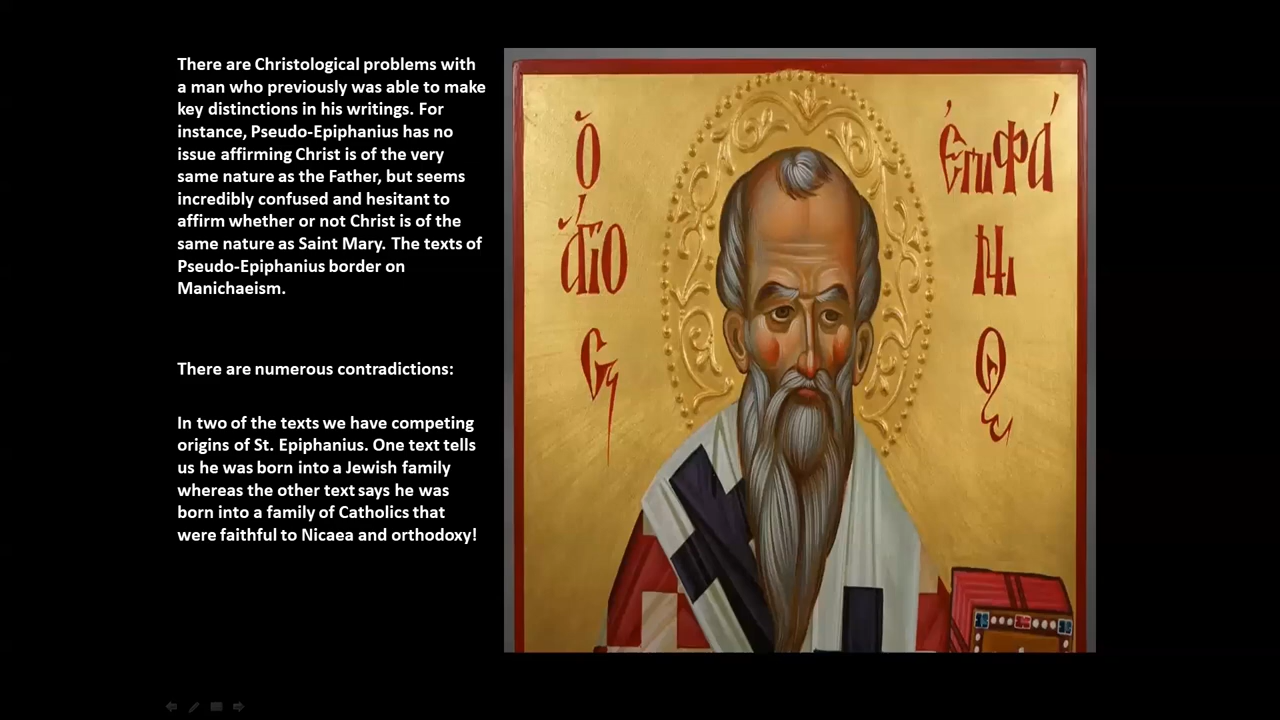 There are Christological problems with
a man who previously was able to make
key distinctions in his writings. For
instance, Pseudo-Epiphanius has no
issue affirming Christ is of the very
same nature as the Father, but seems
incredibly confused and hesitant to
affirm whether or not Christ is of the
same nature as Saint Mary. The texts of
Pseudo-Epiphanius border on
Manichaeism.
There are numerous contradictions:
In two of the texts we have competing
origins of St. Epiphanius. One text tells
us he was born into a Jewish family
whereas the other text says he was
born into a family of Catholics that
were faithful to Nicaea and orthodoxy!
ὁ
ἅγιο
ς
ἐπιφά
νι
ο
ς